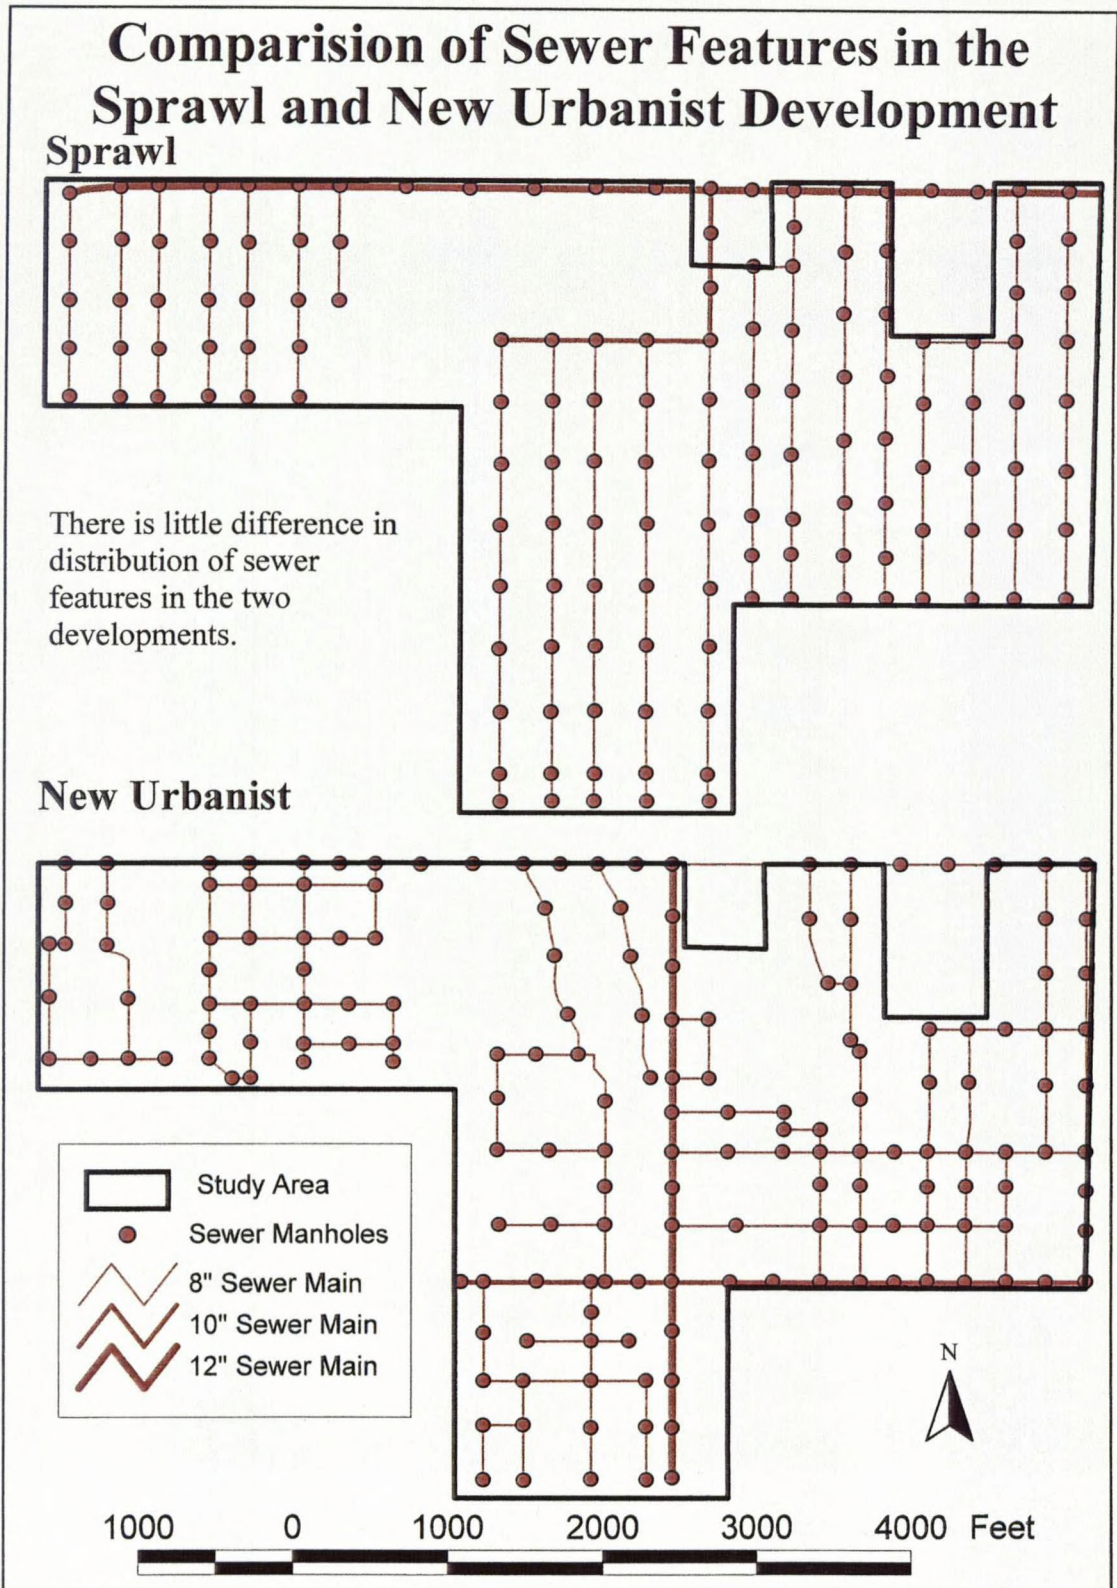 Comparision of Sewer Features in the
Sprawl and New Urbanist Development
Sprawl
There is little difference in
distribution of sewer
features in the two
developments.
New Urbanist
Study Area
Sewer Manholes
8" Sewer Main
10" Sewer Main
12" Sewer Main
N
1000 0 1000 2000 3000 4000 Feet